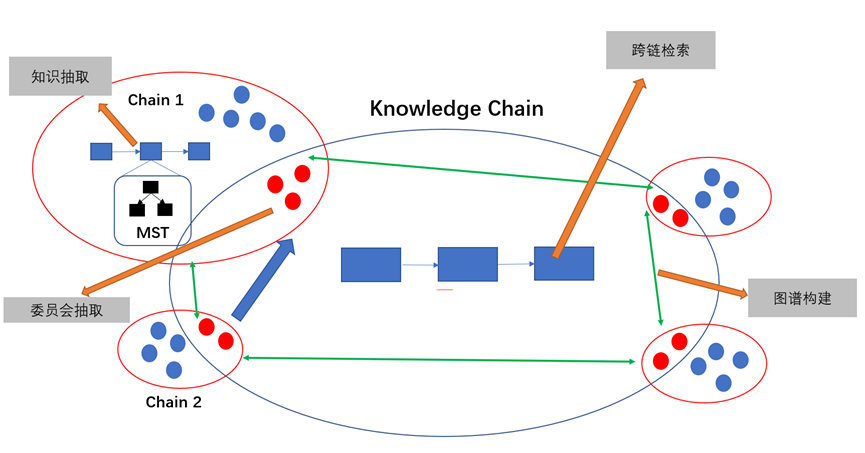 跨链检索
知识抽取
Chain 1
Knowledge Chain
MST
委员会抽取
图谱构建
Chain 2